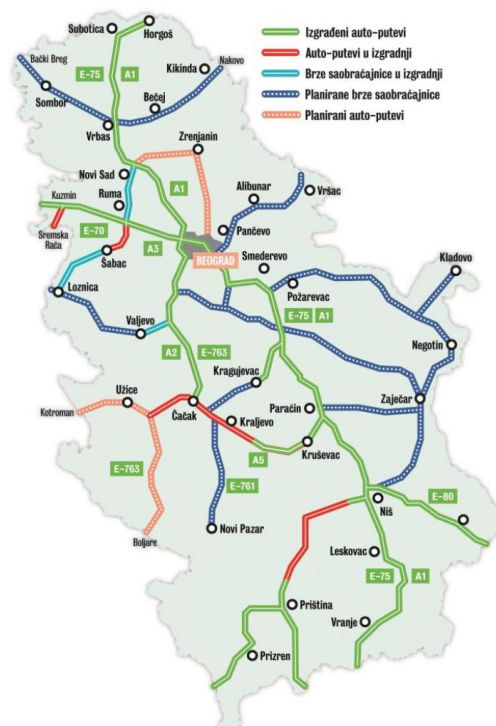 Izgrađeni auto-putevi
Auto-putevi u izgradnji
Brze saobraćajnice u izgradnji
Planirane brze saobraćajnice
Planirani auto-putevi
Subotica
Horgoš
Bački Breg
E-75
A1
Kikinda
Nakovo
Sombor
Bečej
Vrbas
Zrenjanin
Novi Sad
A1
Alibunar
Vršac
Kuzmin
Ruma
Pančevo
E-70
Sremska
Rača
A3
BEOGRAD
Smederevo
Šabac
Kladovo
Loznica
Požarevac
E-75
A1
Valjevo
Negotin
A2
E-763
Kragujevac
Užice
Zaječar
Kotroman
Čačak
Paraćin
Kraljevo
Kruševac
A5
E-763
E-761
E-80
Niš
Novi Pazar
Boljare
Leskovac
E-75
A1
Priština
Vranje
Prizren